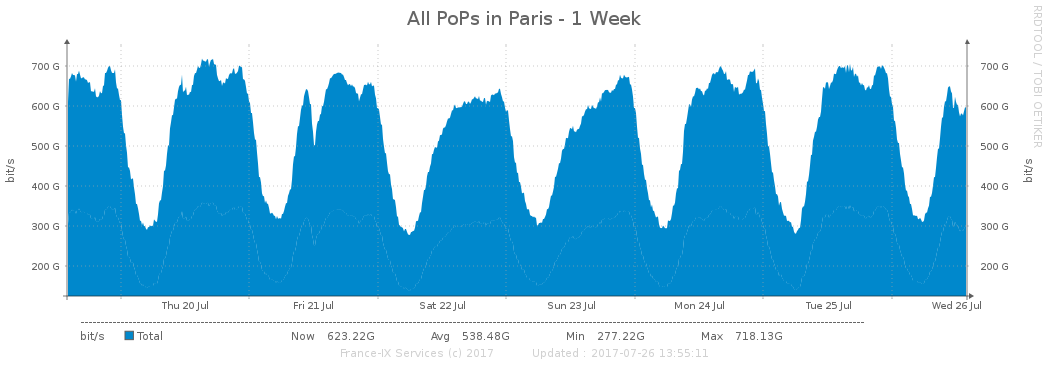 All PoPs in Paris - 1 Week
RRDTOOL / TOBI OETIKER
bit/s
700 G 700 G
600 G 600 G
500 G 500 G
400 G 400 G
300 G 300 G
200 G 200 G
bit/s
Thu 20 Jul Fri 21 Jul Sat 22 Jul Sun 23 Jul Mon 24 Jul Tue 25 Jul Wed 26 Jul
bit/s Total Now 623.22G Avg 538.48G Min 277.22G Max 718.13G
France-IX Services (c) 2017 Updated : 2017-07-26 13:55:11